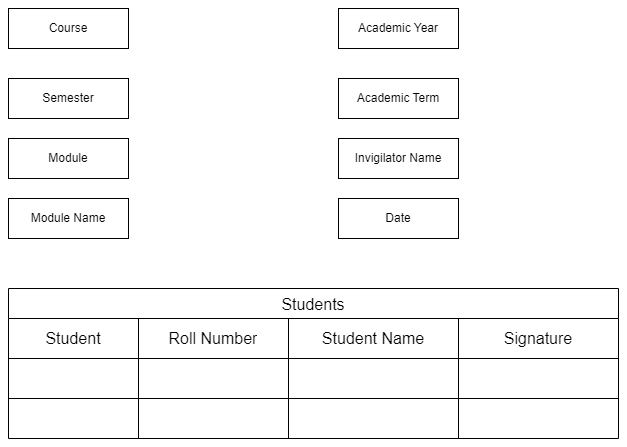 Course
Academic Year
Semester
Academic Term
Module
Invigilator Name
Module Name
Date
Students
Student
Roll Number
Student Name
Signature